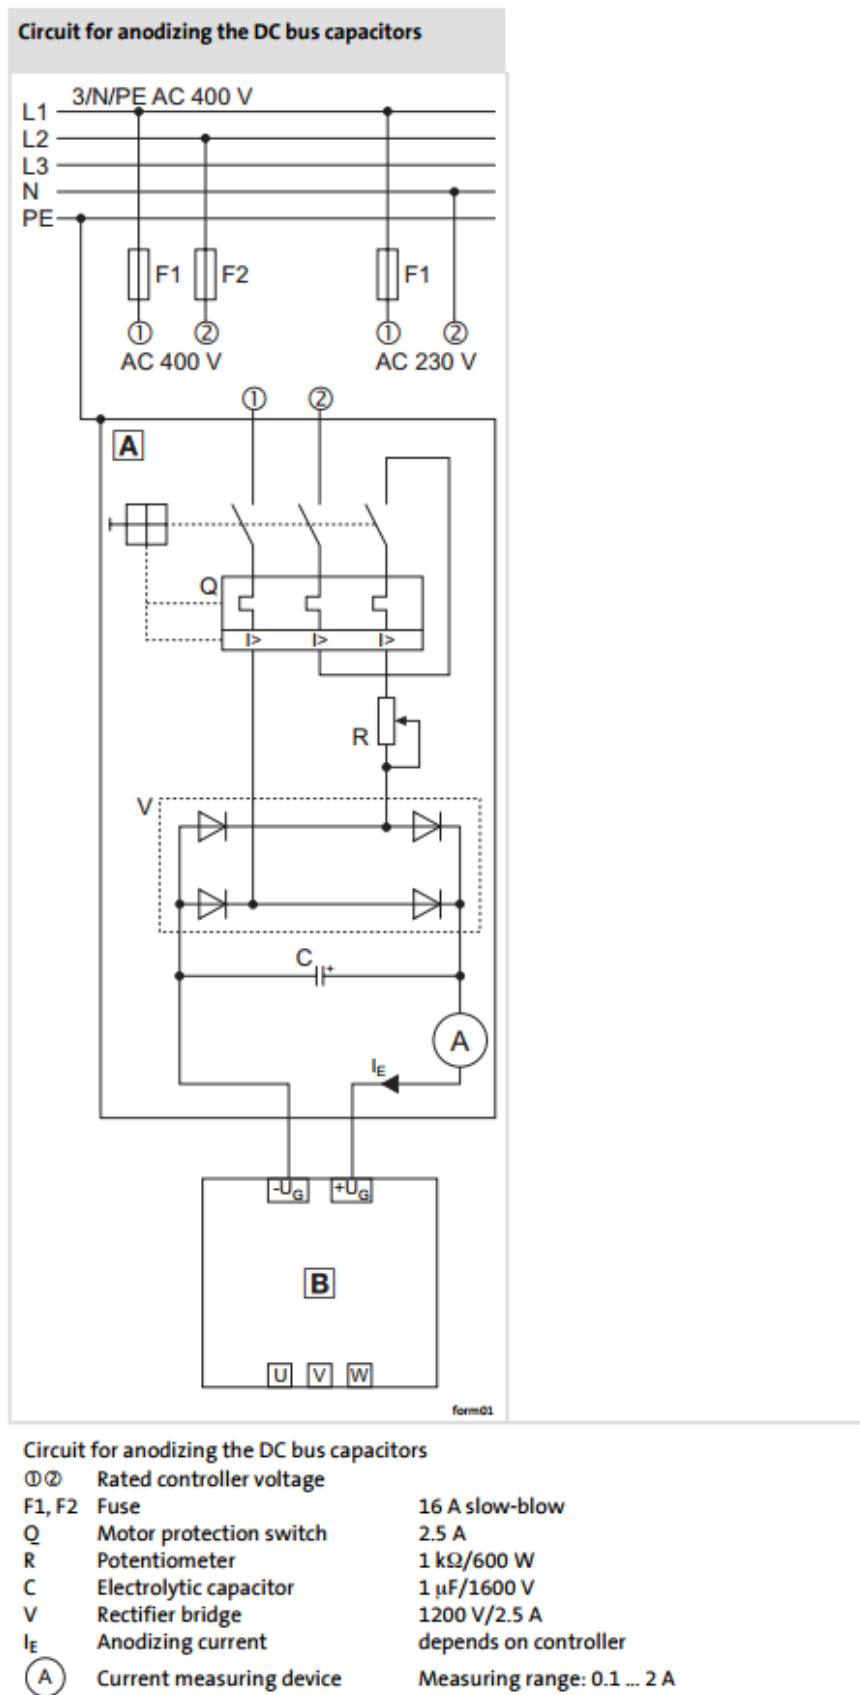 Circuit for anodizing the DC bus capacitors
3/N/PE AC 400 V
L1
L2
L3
N
PE
F1 F2 F1
① ② ① ②
AC 400 V AC 230 V
① ②
A
Q
I> I> I>
R
V
C +
A
IE
-UG +UG
B
U V W
form01
Circuit for anodizing the DC bus capacitors
①② Rated controller voltage
F1, F2 Fuse 16 A slow-blow
Q Motor protection switch 2.5 A
R Potentiometer 1 kΩ/600 W
C Electrolytic capacitor 1 μF/1600 V
V Rectifier bridge 1200 V/2.5 A
IE Anodizing current depends on controller
A Current measuring device Measuring range: 0.1 ... 2 A